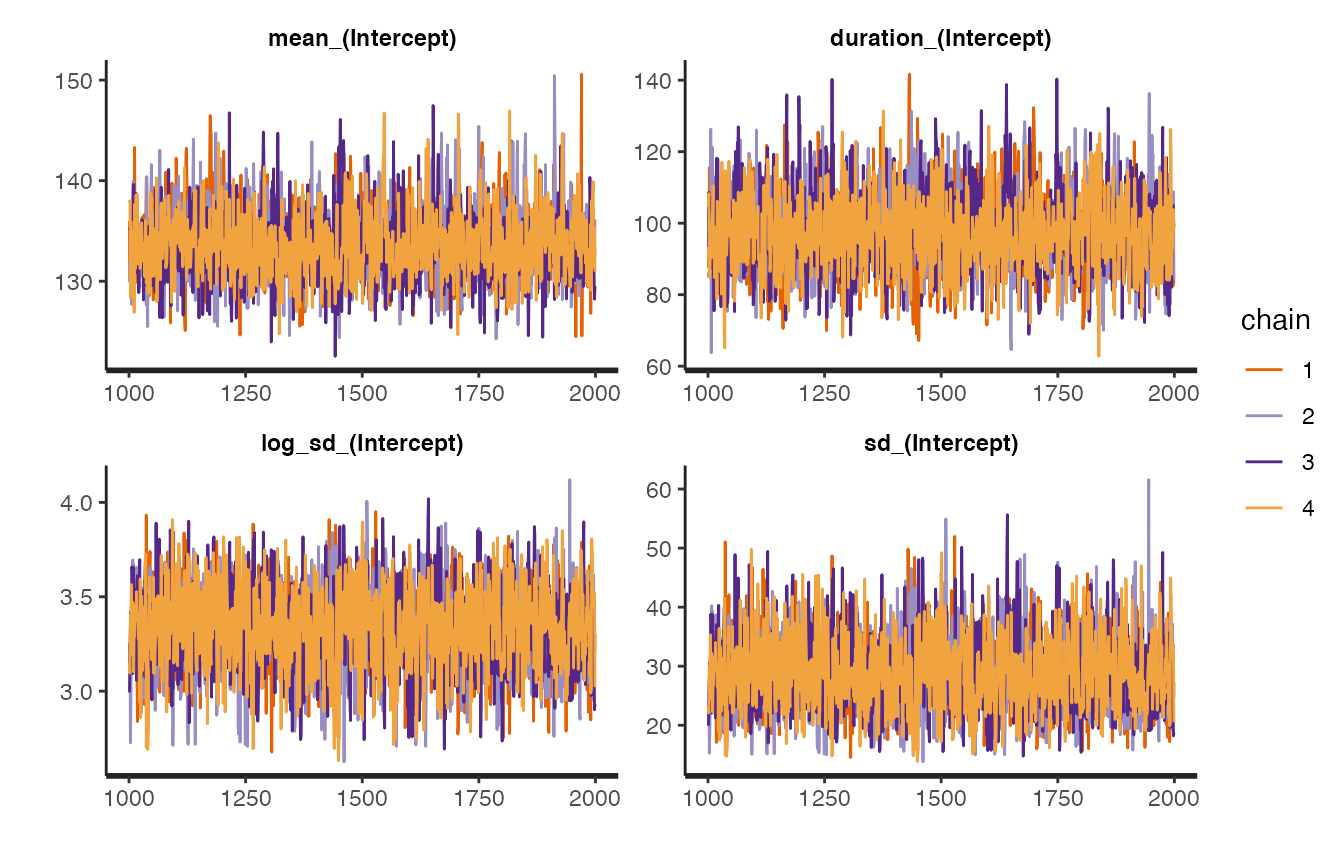 mean_(Intercept)
150
140
130
1000 1250 1500 1750 2000
duration_(Intercept)
140
120
100
80
60
1000 1250 1500 1750 2000
log_sd_(Intercept)
4.0
3.5
3.0
1000 1250 1500 1750 2000
sd_(Intercept)
60
50
40
30
20
1000 1250 1500 1750 2000
chain
1
2
3
4